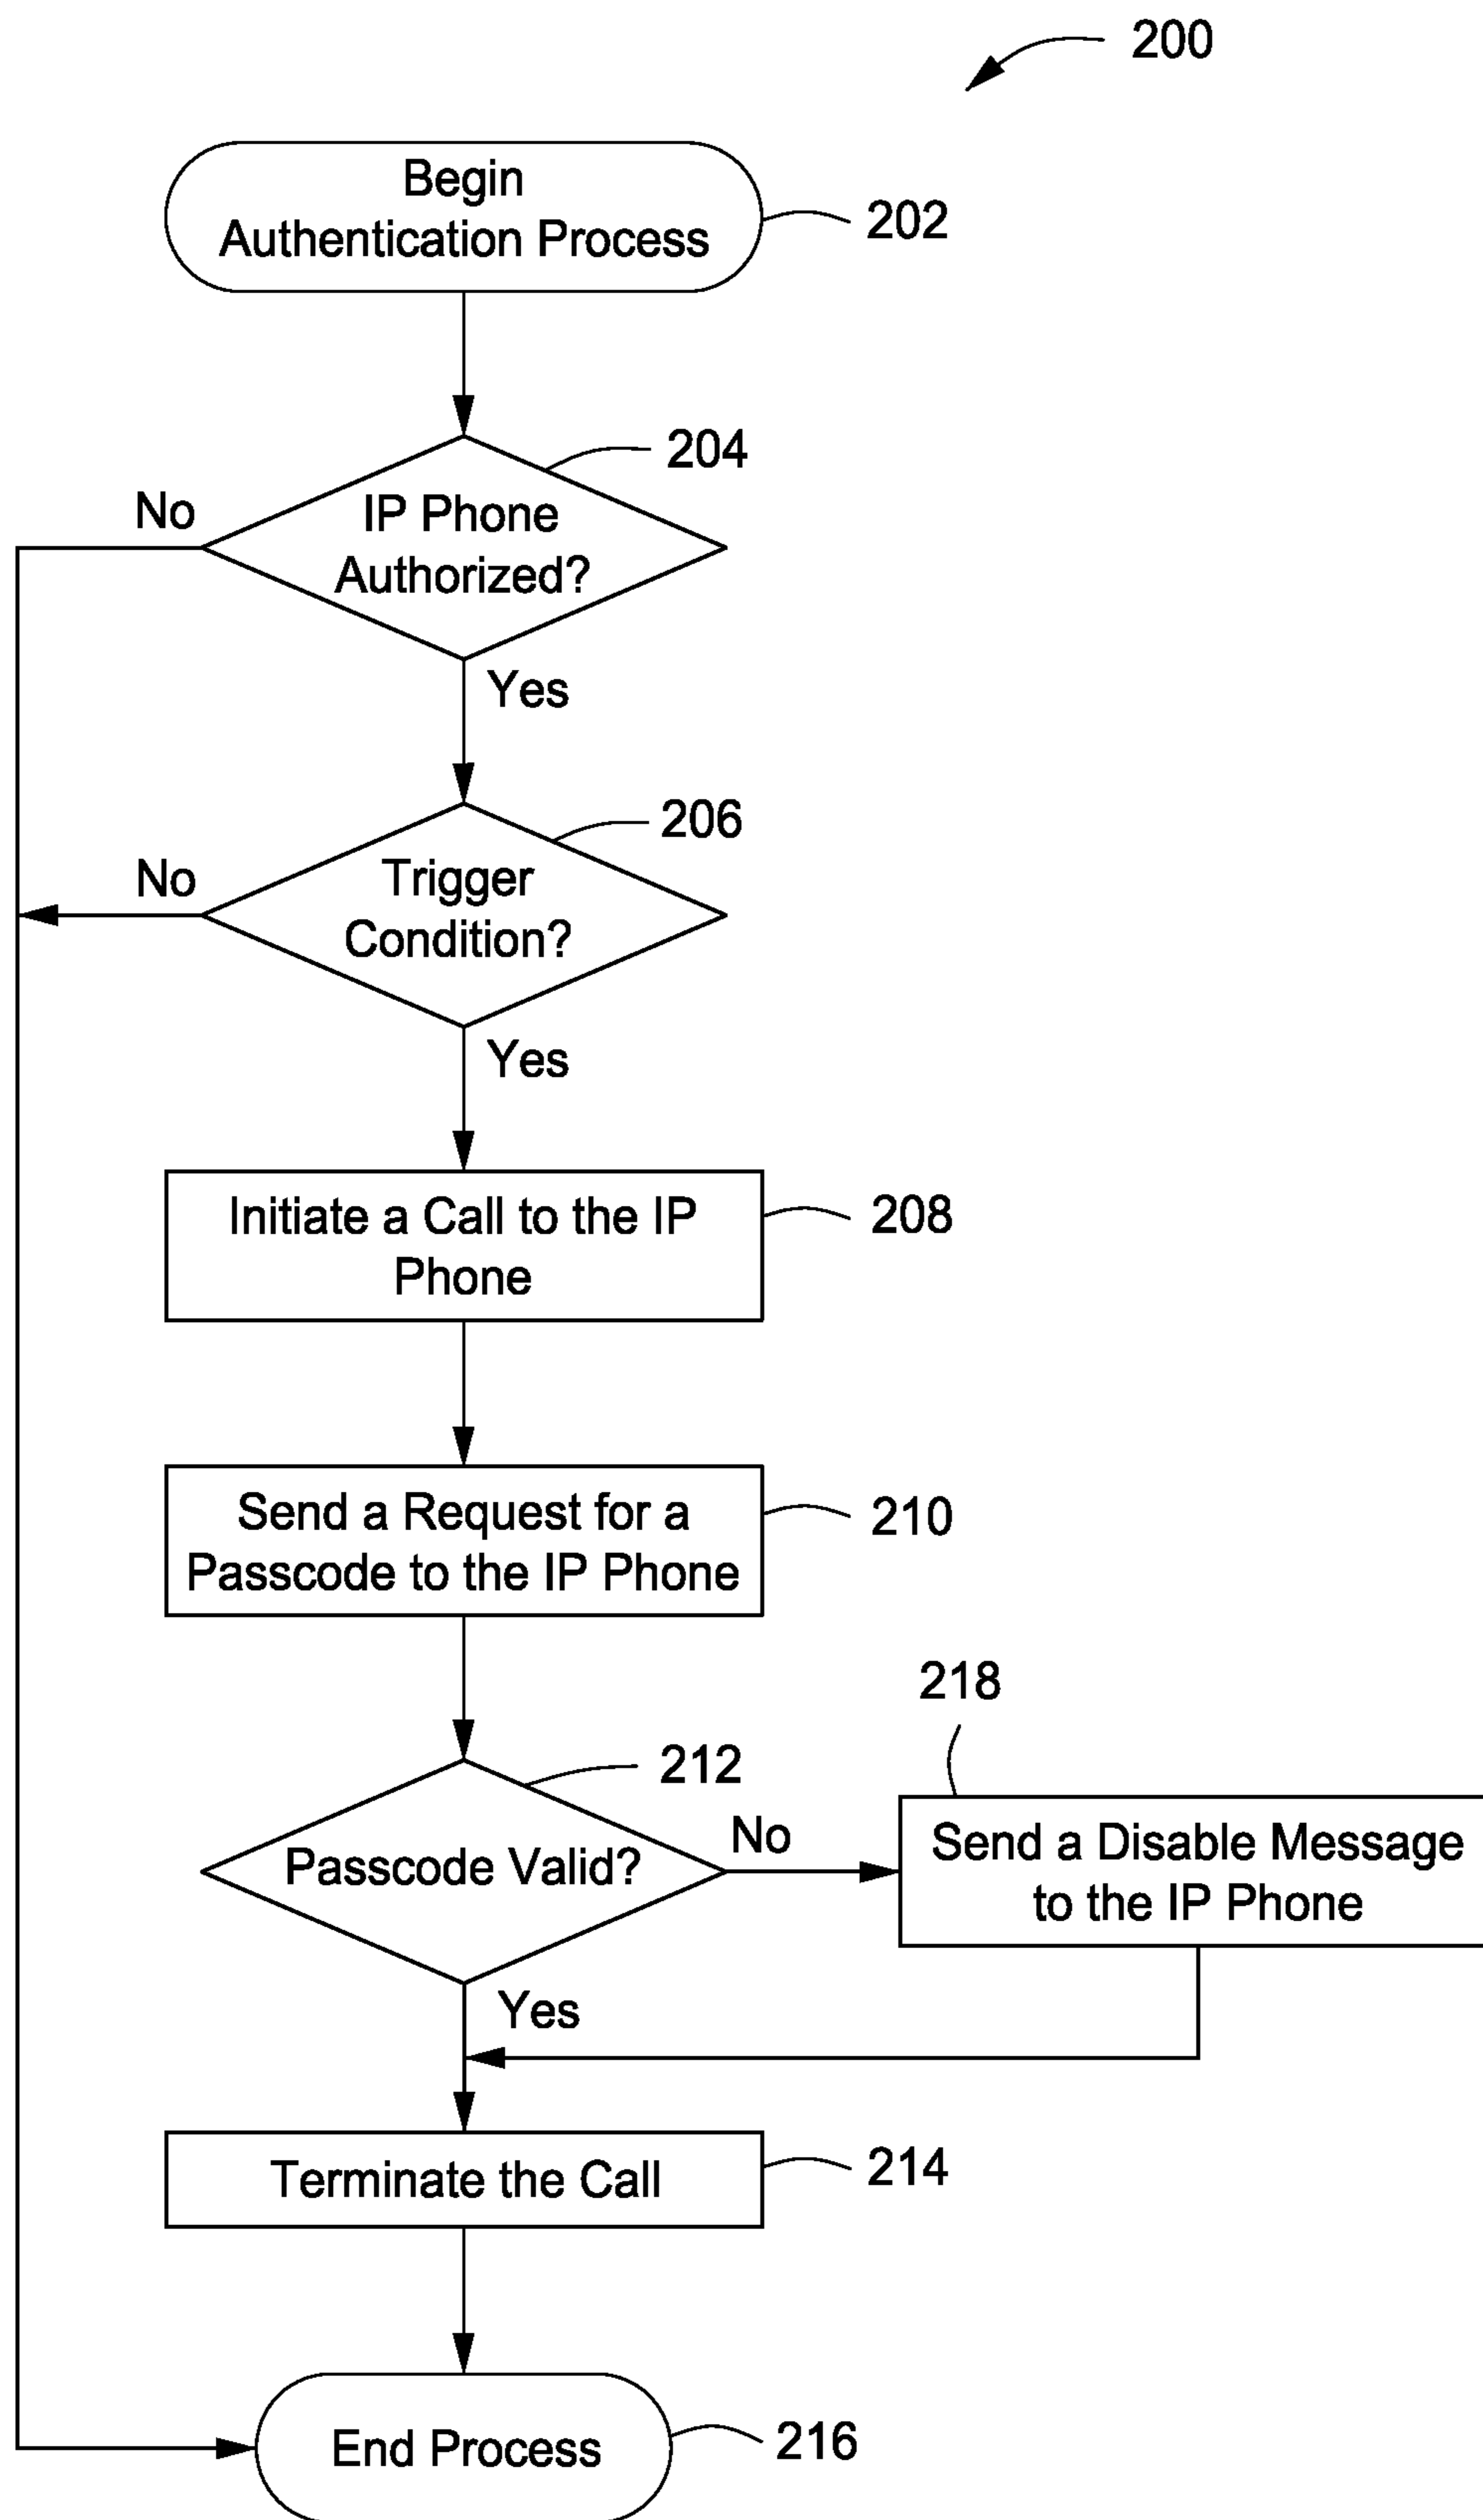 200
Begin
Authentication Process
202
204
No
IP Phone
Authorized?
Yes
206
No
Trigger
Condition?
Yes
Initiate a Call to the IP
Phone
208
Send a Request for a
Passcode to the IP Phone
210
218
212
No
Passcode Valid?
Send a Disable Message
to the IP Phone
Yes
Terminate the Call
214
End Process
216